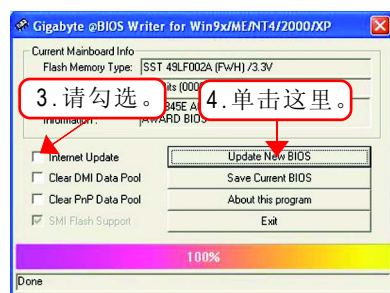 Gigabyte @BIOS Writer for Win9x/ME/NT4/2000/XP
Current Mainboard Info
Flash Memory Type: SST 49LF002A (FWH) /3.3V
3.请勾选。
4.单击这里。
Internet Update
Update New BIOS
Clear DMI Data Pool
Save Current BIOS
Clear PnP Data Pool
About this program
SMI Flash Support
Exit
100%
Done